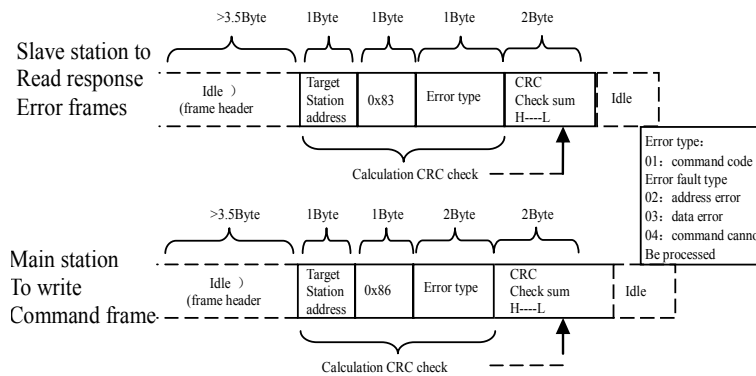 >3.5Byte 1Byte 1Byte 1Byte 2Byte
Slave station to
Read response
Error frames
Idle ）
(frame header
Target
Station
address
0x83
Error type
CRC
Check sum
H----L
Idle
Calculation CRC check
Error type：
01：command code
Error fault type
02：address error
03：data error
04：command canno
Be processed
>3.5Byte 1Byte 1Byte 2Byte 2Byte
Main station
To write
Command frame
Idle ）
(frame header
Target
Station
address
0x86
Error type
CRC
Check sum
H----L
Idle
Calculation CRC check